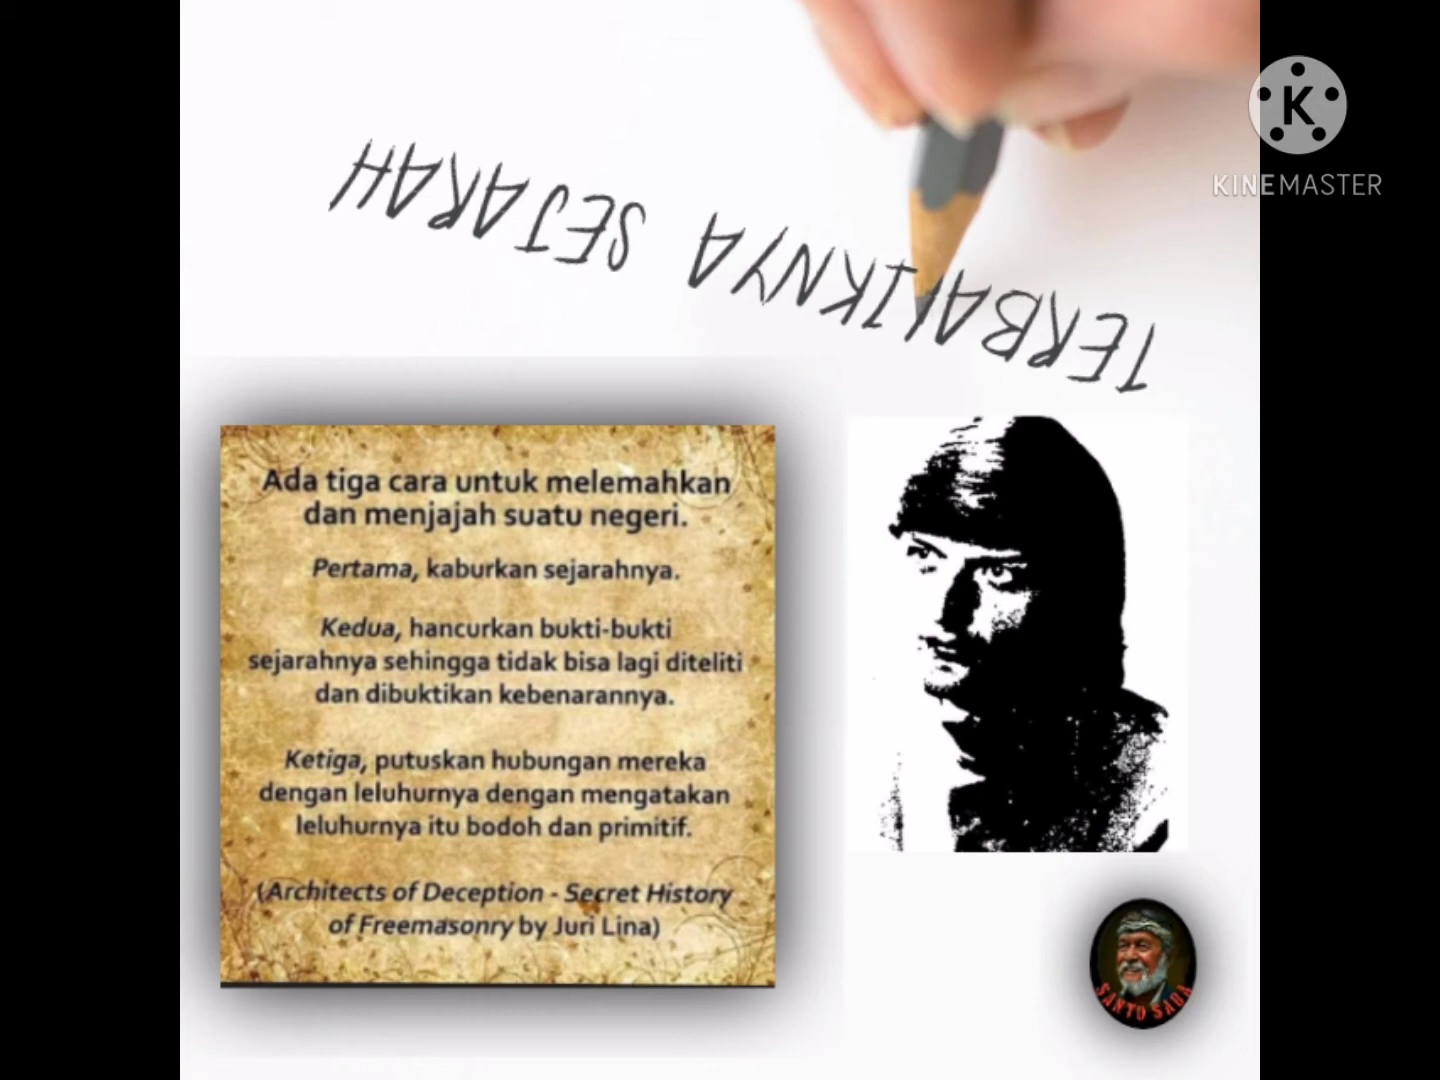 TERBALIKNYA SEJARAH
KINEMASTER
Ada tiga cara untuk melemahkan
dan menjajah suatu negeri.
Pertama, kaburkan sejarahnya.
Kedua, hancurkan bukti-bukti
sejarahnya sehingga tidak bisa lagi diteliti
dan dibuktikan kebenarannya.
Ketiga, putuskan hubungan mereka
dengan leluhurnya dengan mengatakan
leluhurnya itu bodoh dan primitif.
(Architects of Deception - Secret History
of Freemasonry by Juri Lina)
SANTO SAGA